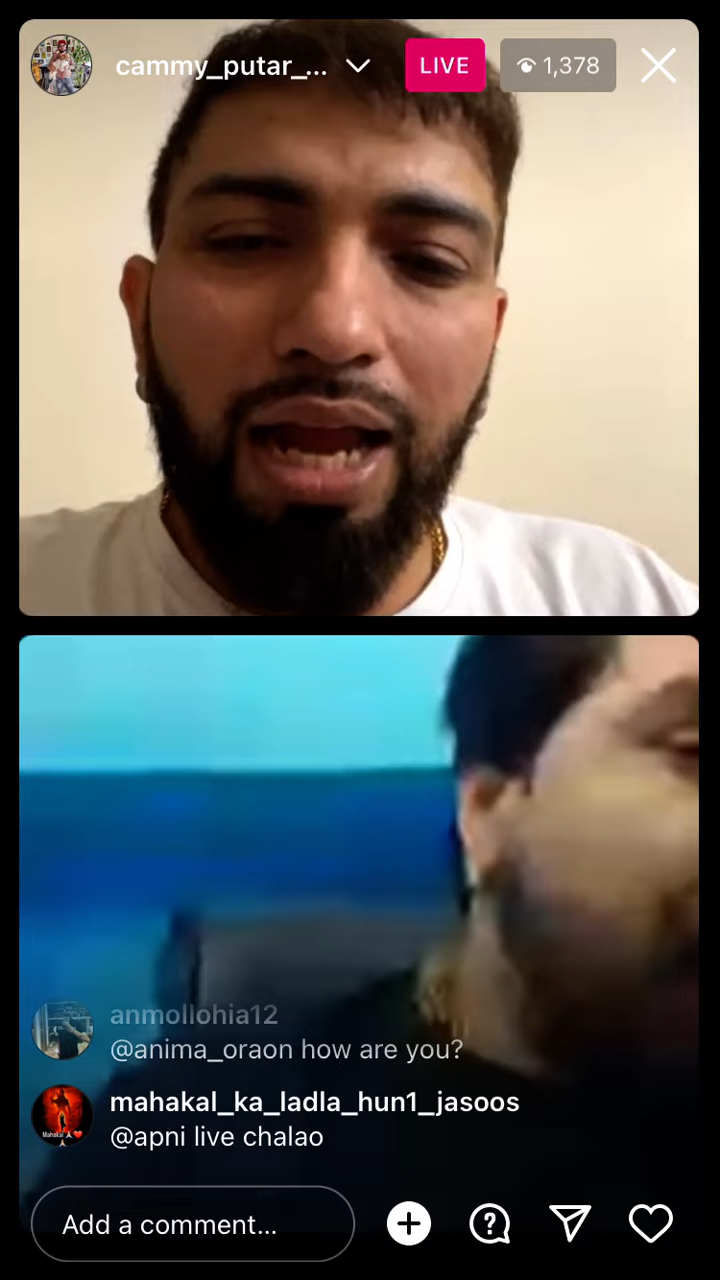 cammy_putar_...
LIVE
1,378
anmollohia12
@anima_oraon how are you?
mahakal_ka_ladla_hun1_jasoos
@apni live chalao
Add a comment...